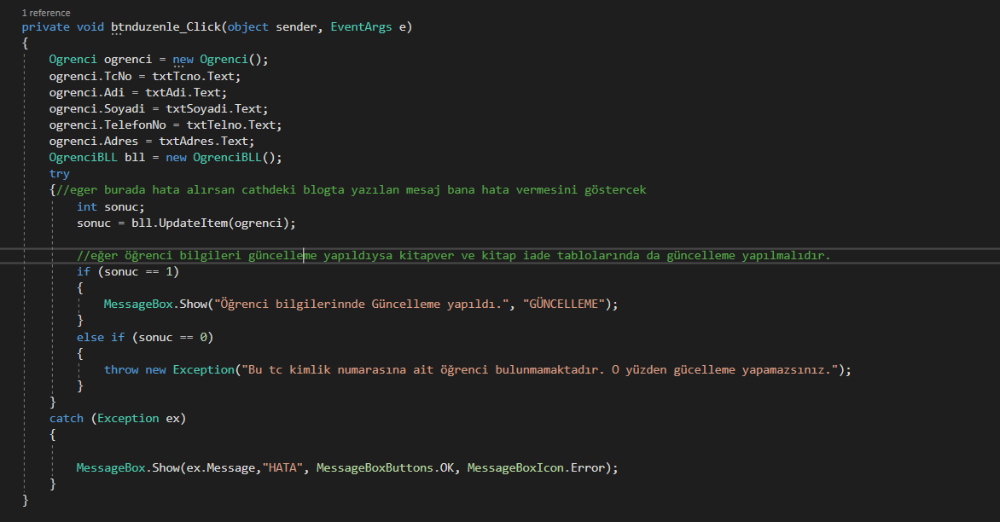 1 reference
private void btnduzenle_Click(object sender, EventArgs e)
{
Ogrenci ogrenci = new Ogrenci();
ogrenci.TcNo = txtTcno.Text;
ogrenci.Adi = txtAdi.Text;
ogrenci.Soyadi = txtSoyadi.Text;
ogrenci.TelefonNo = txtTelno.Text;
ogrenci.Adres = txtAdres.Text;
OgrenciBLL bll = new OgrenciBLL();
try
{//eger burada hata alırsan cathdeki blogta yazılan mesaj bana hata vermesini göstercek
int sonuc;
sonuc = bll.UpdateItem(ogrenci);
//eğer öğrenci bilgileri güncelleme yapıldıysa kitapver ve kitap iade tablolarında da güncelleme yapılmalıdır.
if (sonuc == 1)
{
MessageBox.Show("Öğrenci bilgilerinnde Güncelleme yapıldı.", "GÜNCELLEME");
}
else if (sonuc == 0)
{
throw new Exception("Bu tc kimlik numarasına ait öğrenci bulunmamaktadır. O yüzden gücelleme yapamazsınız.");
}
}
catch (Exception ex)
{
MessageBox.Show(ex.Message,"HATA", MessageBoxButtons.OK, MessageBoxIcon.Error);
}
}